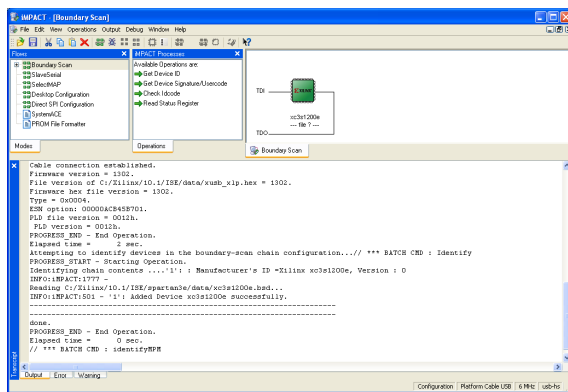 iMPACT - [Boundary Scan]
File Edit View Operations Output Debug Window Help
Flows
Boundary Scan
SlaveSerial
SelectMAP
Desktop Configuration
Direct SPI Configuration
SystemACE
PROM File Formatter
Modes
iMPACT Processes
Available Operations are:
Get Device ID
Get Device Signature/Usercode
Check Idcode
Read Status Register
Operations
TDI
XILINX
xc3s1200e
--- file ? ---
TDO
Boundary Scan
Cable connection established.
Firmware version = 1302.
File version of C:/Xilinx/10.1/ISE/data/xusb_xlp.hex = 1302.
Firmware hex file version = 1302.
Type = 0x0004.
ESN option: 00000ACB45B701.
PLD file version = 0012h.
PLD version = 0012h.
PROGRESS_END - End Operation.
Elapsed time = 2 sec.
Attempting to identify devices in the boundary-scan chain configuration...// *** BATCH CMD : Identify
PROGRESS_START - Starting Operation.
Identifying chain contents ....'1': : Manufacturer's ID =Xilinx xc3s1200e, Version : 0
INFO:iMPACT:1777 -
Reading C:/Xilinx/10.1/ISE/spartan3e/data/xc3s1200e.bsd...
INFO:iMPACT:501 - '1': Added Device xc3s1200e successfully.
----------------------------------------------------------------------
----------------------------------------------------------------------
done.
PROGRESS_END - End Operation.
Elapsed time = 0 sec.
// *** BATCH CMD : identifyMPM
Transcript
Output Error Warning
Configuration Platform Cable USB 6 MHz usb-hs